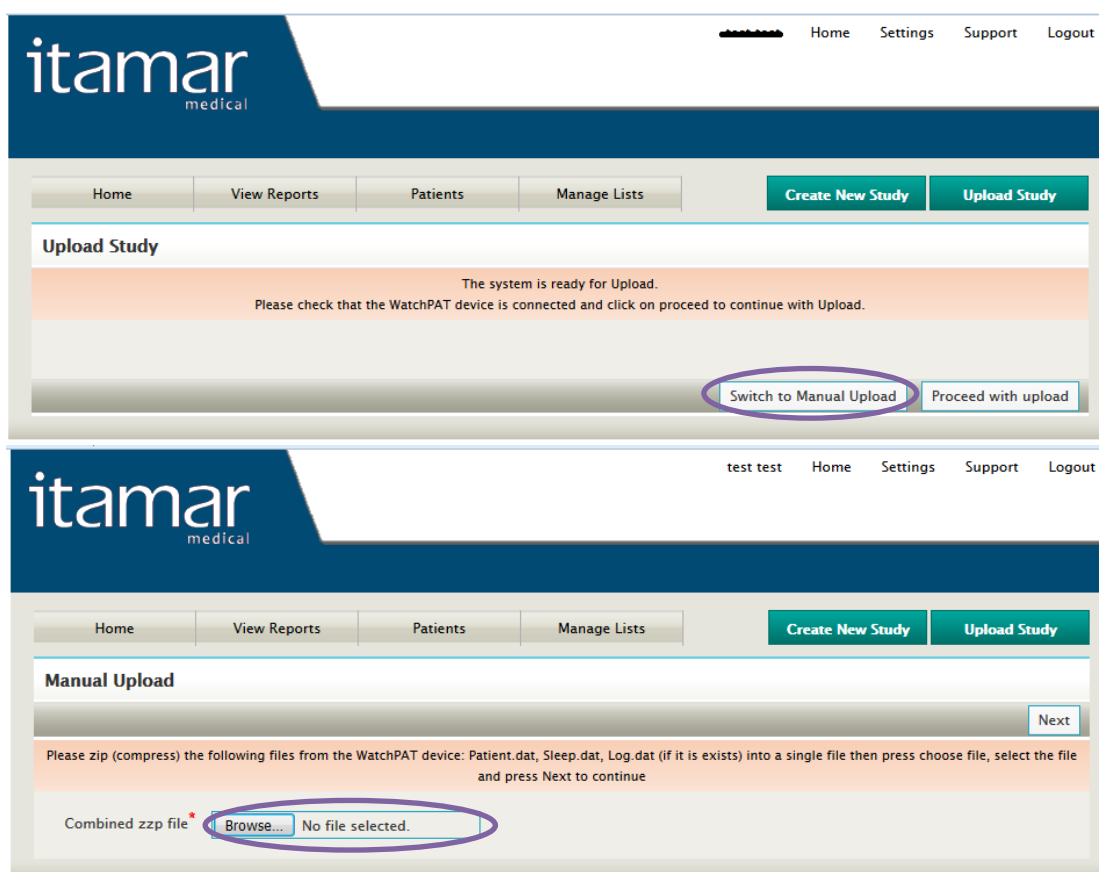 itamar
medical
Home Settings Support Logout
Home View Reports Patients Manage Lists Create New Study Upload Study
Upload Study
The system is ready for Upload.
Please check that the WatchPAT device is connected and click on proceed to continue with Upload.
Switch to Manual Upload Proceed with upload
itamar
medical
test test Home Settings Support Logout
Home View Reports Patients Manage Lists Create New Study Upload Study
Manual Upload
Next
Please zip (compress) the following files from the WatchPAT device: Patient.dat, Sleep.dat, Log.dat (if it is exists) into a single file then press choose file, select the file
and press Next to continue
Combined zzp file* Browse... No file selected.